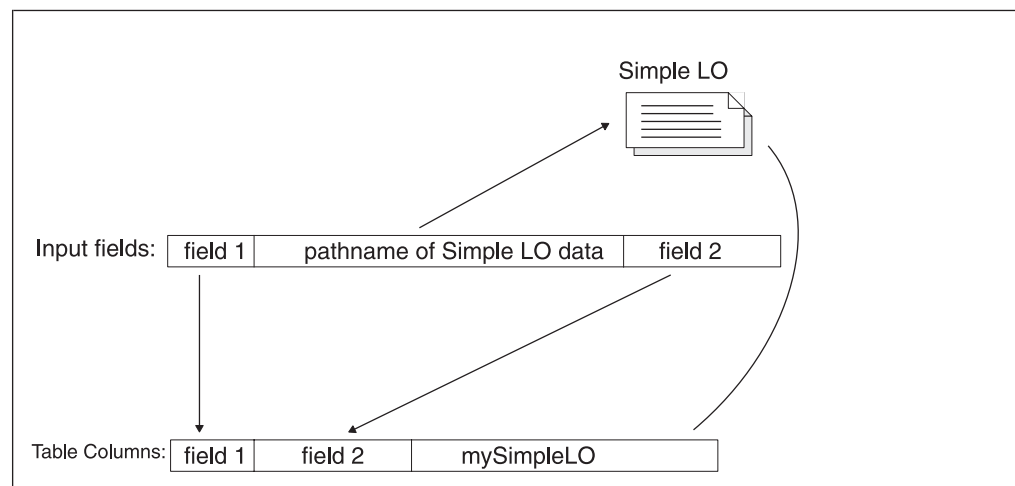 Simple LO
Input fields: field 1 pathname of Simple LO data field 2
Table Columns: field 1 field 2 mySimpleLO